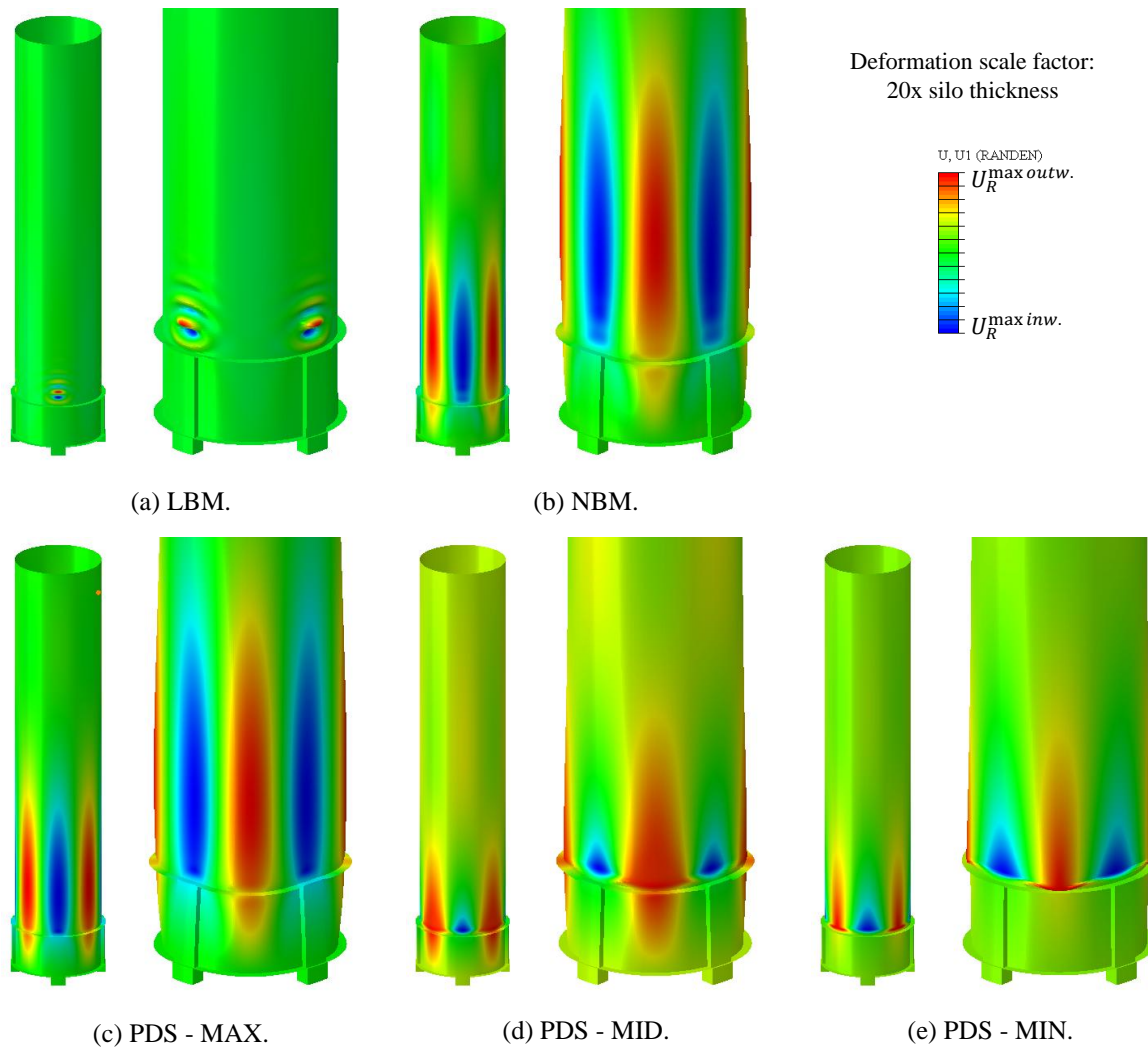 Deformation scale factor:
20x silo thickness
U, U1 (RANDEN)
U_R^max outw.
U_R^max inw.
(a) LBM.
(b) NBM.
(c) PDS - MAX.
(d) PDS - MID.
(e) PDS - MIN.